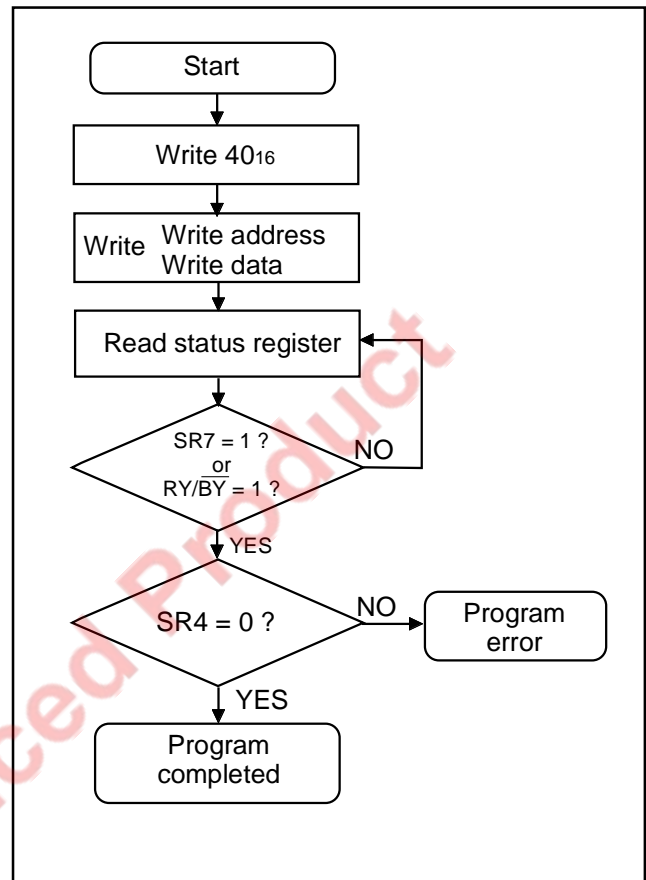 Start
Write 40₁₆
Write
Write address
Write data
Read status register
SR7 = 1 ?
or
RY/B̅Y̅ = 1 ?
NO
YES
SR4 = 0 ?
NO
Program
error
YES
Program
completed
ced Product